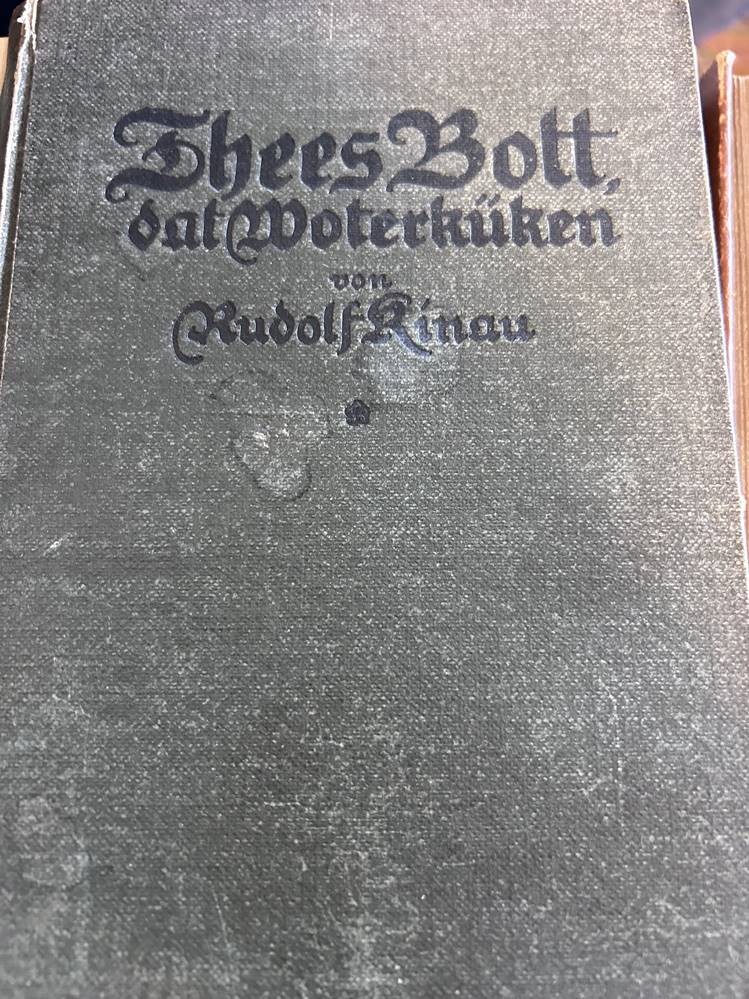 Thees Bott,
dat Woterküken
von
Rudolf Kinau